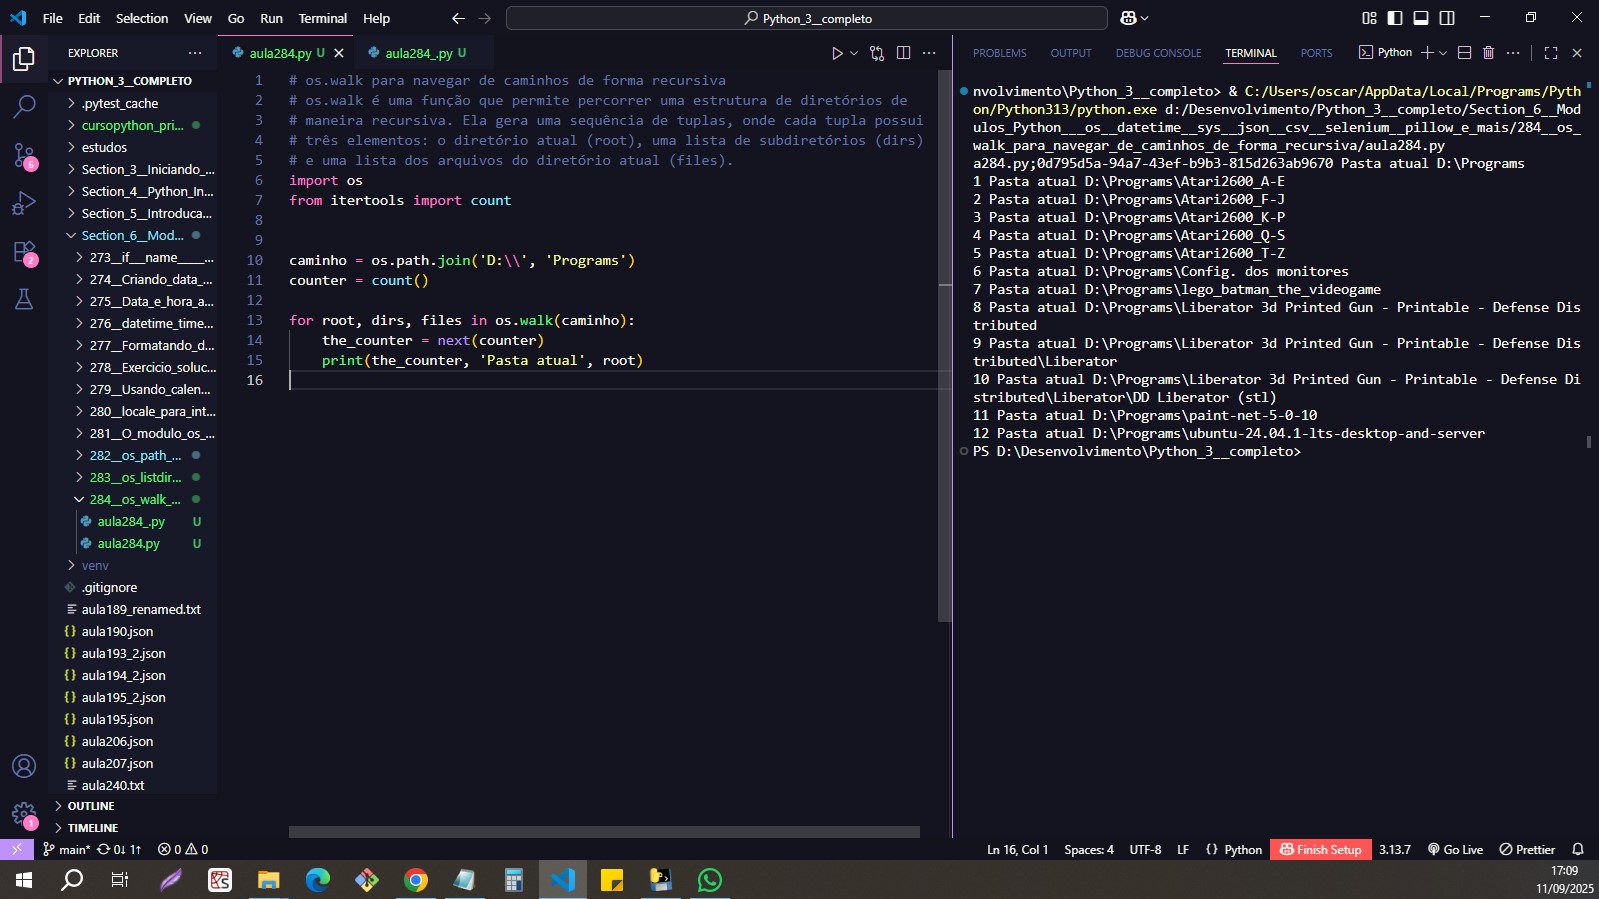 File Edit Selection View Go Run Terminal Help
Python_3__completo
EXPLORER
PYTHON_3__COMPLETO
.pytest_cache
cursopython_pri...
estudos
Section_3__Iniciando_...
Section_4__Python_In...
Section_5__Introduca...
Section_6__Mod...
273__if__name____...
274__Criando_data_...
275__Data_e_hora_a...
276__datetime_time...
277__Formatando_d...
278__Exercicio_soluc...
279__Usando_calen...
280__locale_para_int...
281__O_modulo_os_...
282__os_path_...
283__os_listdir...
284__os_walk_...
aula284_.py U
aula284.py U
venv
.gitignore
aula189_renamed.txt
aula190.json
aula193_2.json
aula194_2.json
aula195_2.json
aula195.json
aula206.json
aula207.json
aula240.txt
OUTLINE
TIMELINE
6
2
1
aula284.py U
aula284_.py U
1 # os.walk para navegar de caminhos de forma recursiva
2 # os.walk é uma função que permite percorrer uma estrutura de diretórios de
3 # maneira recursiva. Ela gera uma sequência de tuplas, onde cada tupla possui
4 # três elementos: o diretório atual (root), uma lista de subdiretórios (dirs)
5 # e uma lista dos arquivos do diretório atual (files).
6 import os
7 from itertools import count
8
9
10 caminho = os.path.join('D:\\', 'Programs')
11 counter = count()
12
13 for root, dirs, files in os.walk(caminho):
14     the_counter = next(counter)
15     print(the_counter, 'Pasta atual', root)
16
PROBLEMS OUTPUT DEBUG CONSOLE TERMINAL PORTS Python
nvolvimento\Python_3__completo> & C:/Users/oscar/AppData/Local/Programs/Pyth
on/Python313/python.exe d:/Desenvolvimento/Python_3__completo/Section_6__Mod
ulos_Python___os__datetime__sys__json__csv__selenium__pillow_e_mais/284__os_
walk_para_navegar_de_caminhos_de_forma_recursiva/aula284.py
a284.py;0d795d5a-94a7-43ef-b9b3-815d263ab9670 Pasta atual D:\Programs
1 Pasta atual D:\Programs\Atari2600_A-E
2 Pasta atual D:\Programs\Atari2600_F-J
3 Pasta atual D:\Programs\Atari2600_K-P
4 Pasta atual D:\Programs\Atari2600_Q-S
5 Pasta atual D:\Programs\Atari2600_T-Z
6 Pasta atual D:\Programs\Config. dos monitores
7 Pasta atual D:\Programs\lego_batman_the_videogame
8 Pasta atual D:\Programs\Liberator 3d Printed Gun - Printable - Defense Dis
tributed
9 Pasta atual D:\Programs\Liberator 3d Printed Gun - Printable - Defense Dis
tributed\Liberator
10 Pasta atual D:\Programs\Liberator 3d Printed Gun - Printable - Defense Di
stributed\Liberator\DD Liberator (stl)
11 Pasta atual D:\Programs\paint-net-5-0-10
12 Pasta atual D:\Programs\ubuntu-24.04.1-lts-desktop-and-server
PS D:\Desenvolvimento\Python_3__completo>
main* 0↓ 1↑ 0 0
Ln 16, Col 1 Spaces: 4 UTF-8 LF {} Python Finish Setup 3.13.7 Go Live Prettier
17:09
11/09/2025